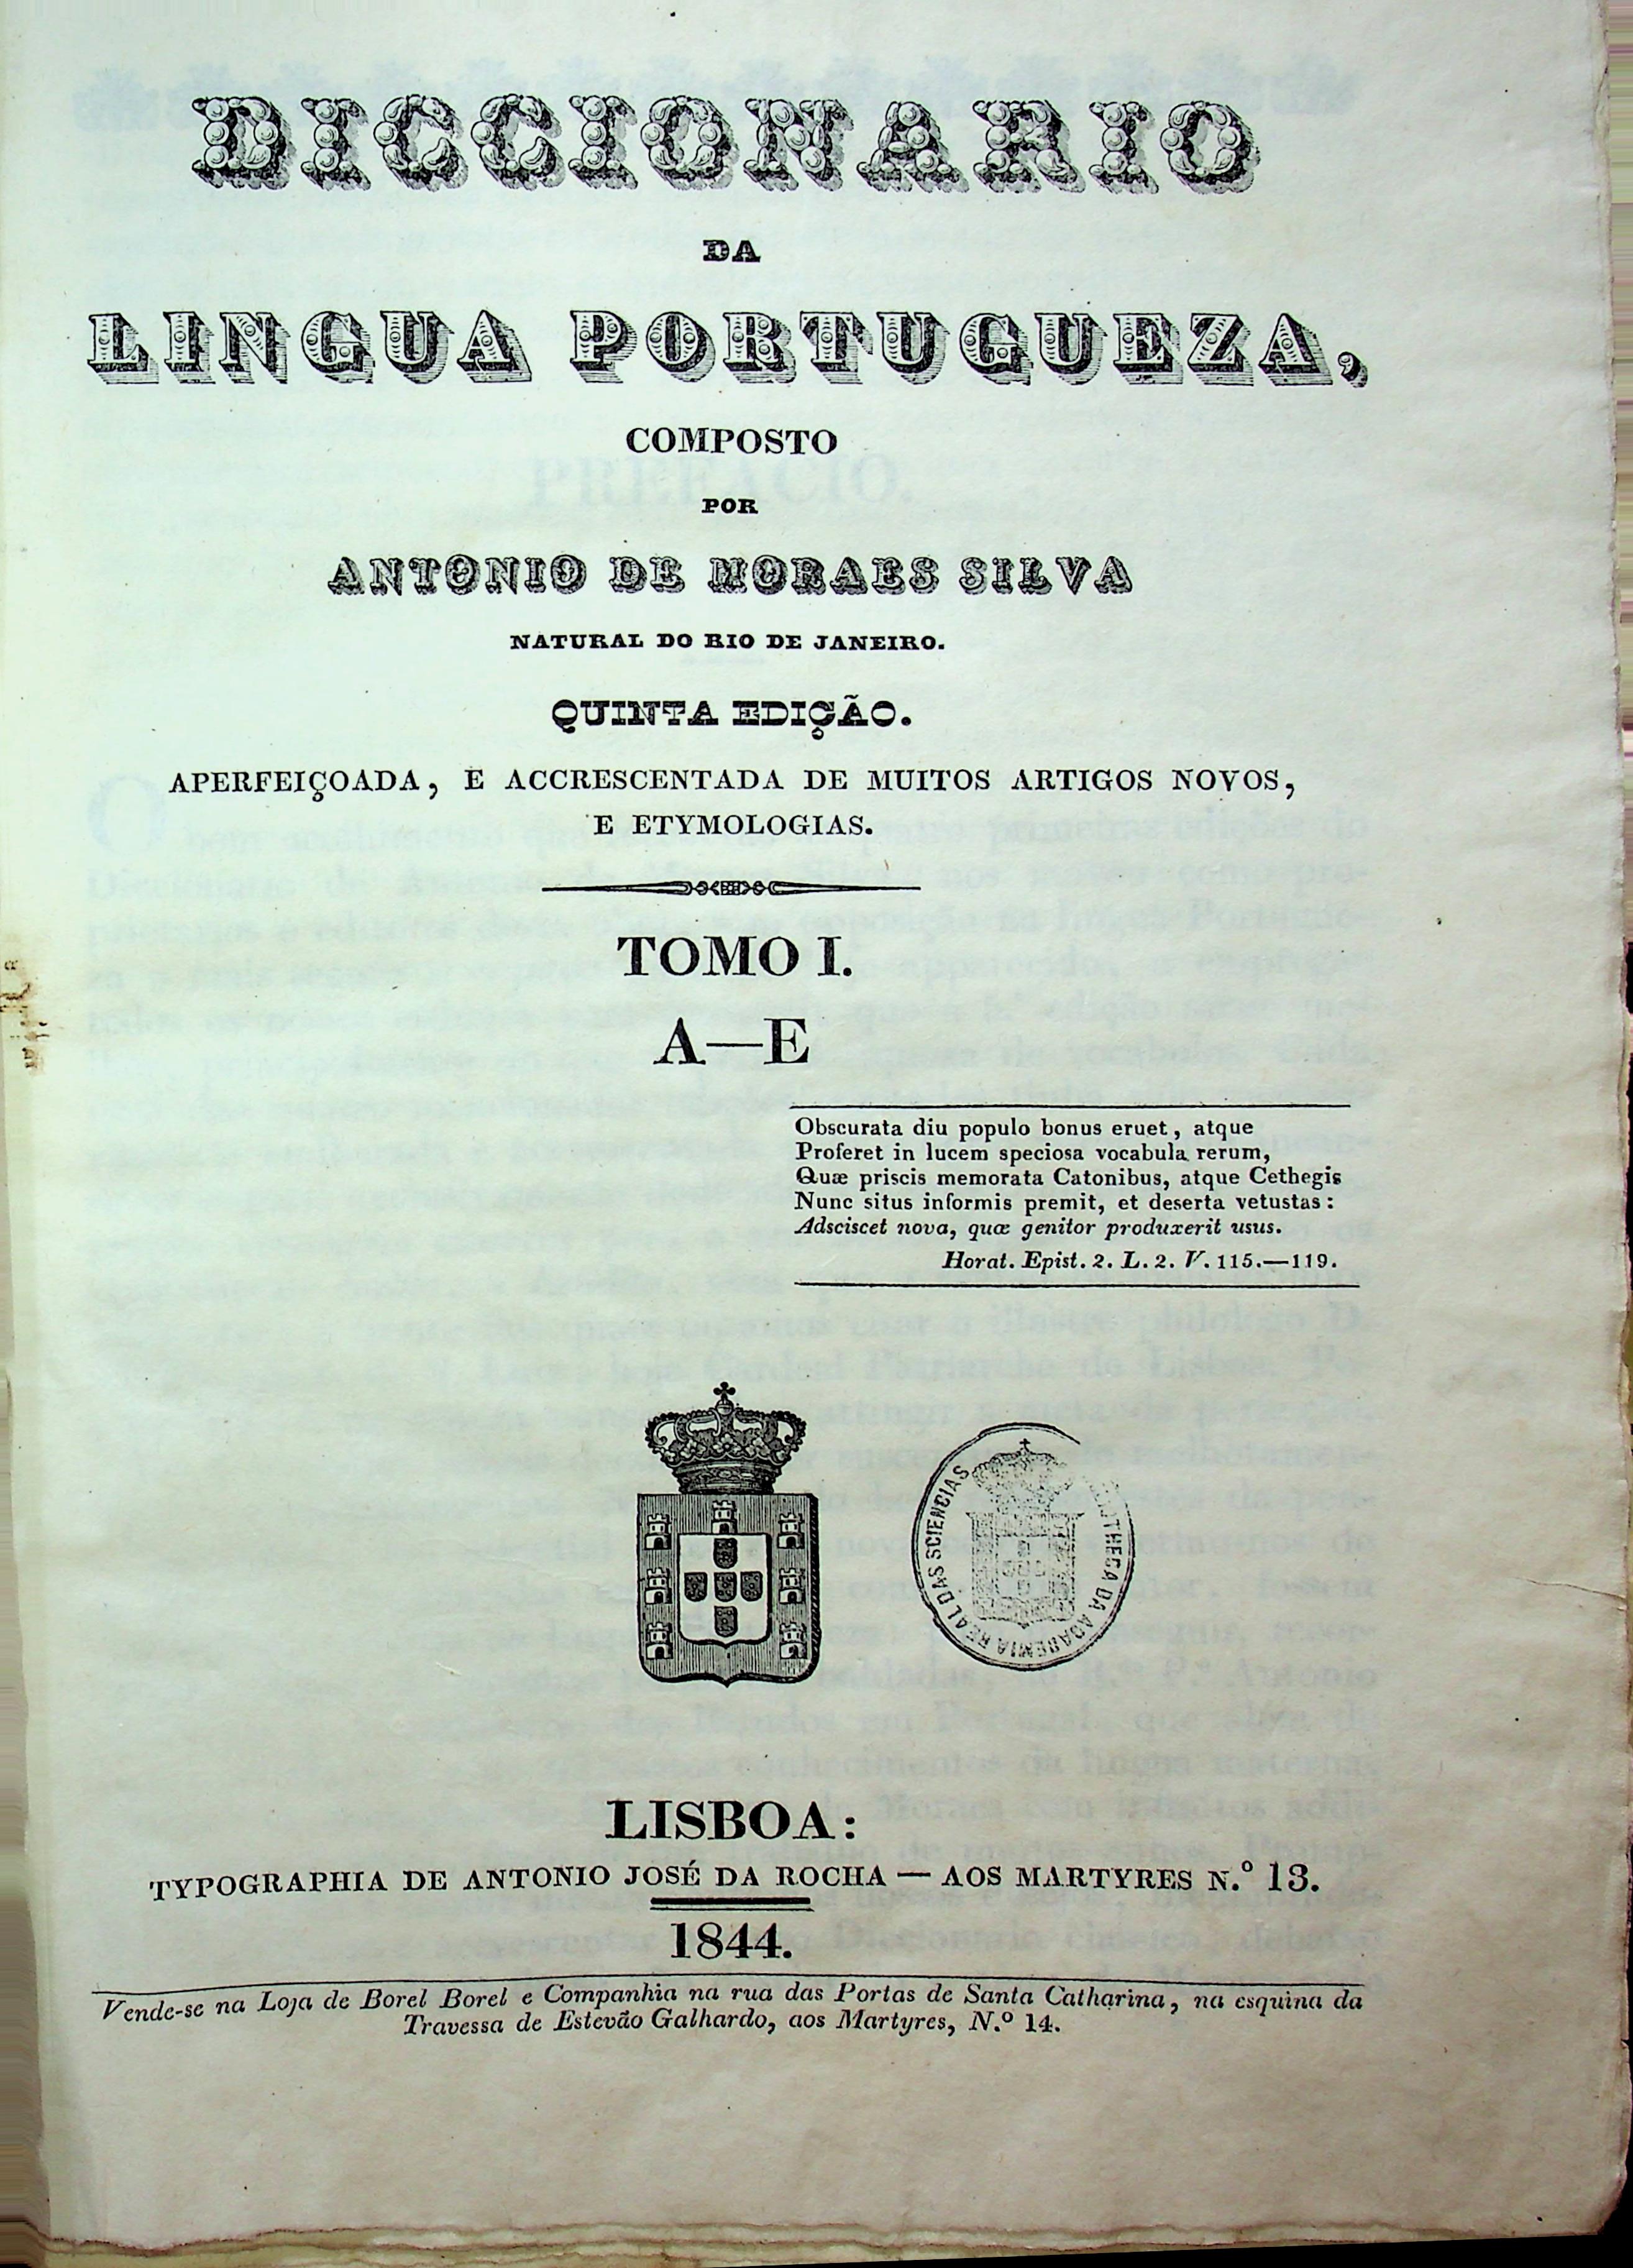 DICCIONARIO
DA
LINGUA PORTUGUEZA,
COMPOSTO
POR
ANTONIO DE MORAES SILVA
NATURAL DO RIO DE JANEIRO.
QUINTA EDIÇÃO.
APERFEIÇOADA, E ACCRESCENTADA DE MUITOS ARTIGOS NOVOS,
E ETYMOLOGIAS.
TOMO I.
A—E
Obscurata diu populo bonus eruet, atque
Proferet in lucem speciosa vocabula rerum,
Quæ priscis memorata Catonibus, atque Cethegis
Nunc situs informis premit, et deserta vetustas:
Adsciscet nova, quæ genitor produxerit usus.
Horat. Epist. 2. L. 2. V. 115.—119.
DA ACADEMIA REAL DAS SCIENCIAS
LISBOA:
TYPOGRAPHIA DE ANTONIO JOSÉ DA ROCHA — AOS MARTYRES N.º 13.
1844.
Vende-se na Loja de Borel Borel e Companhia na rua das Portas de Santa Catharina, na esquina da
Travessa de Estevão Galhardo, aos Martyres, N.º 14.